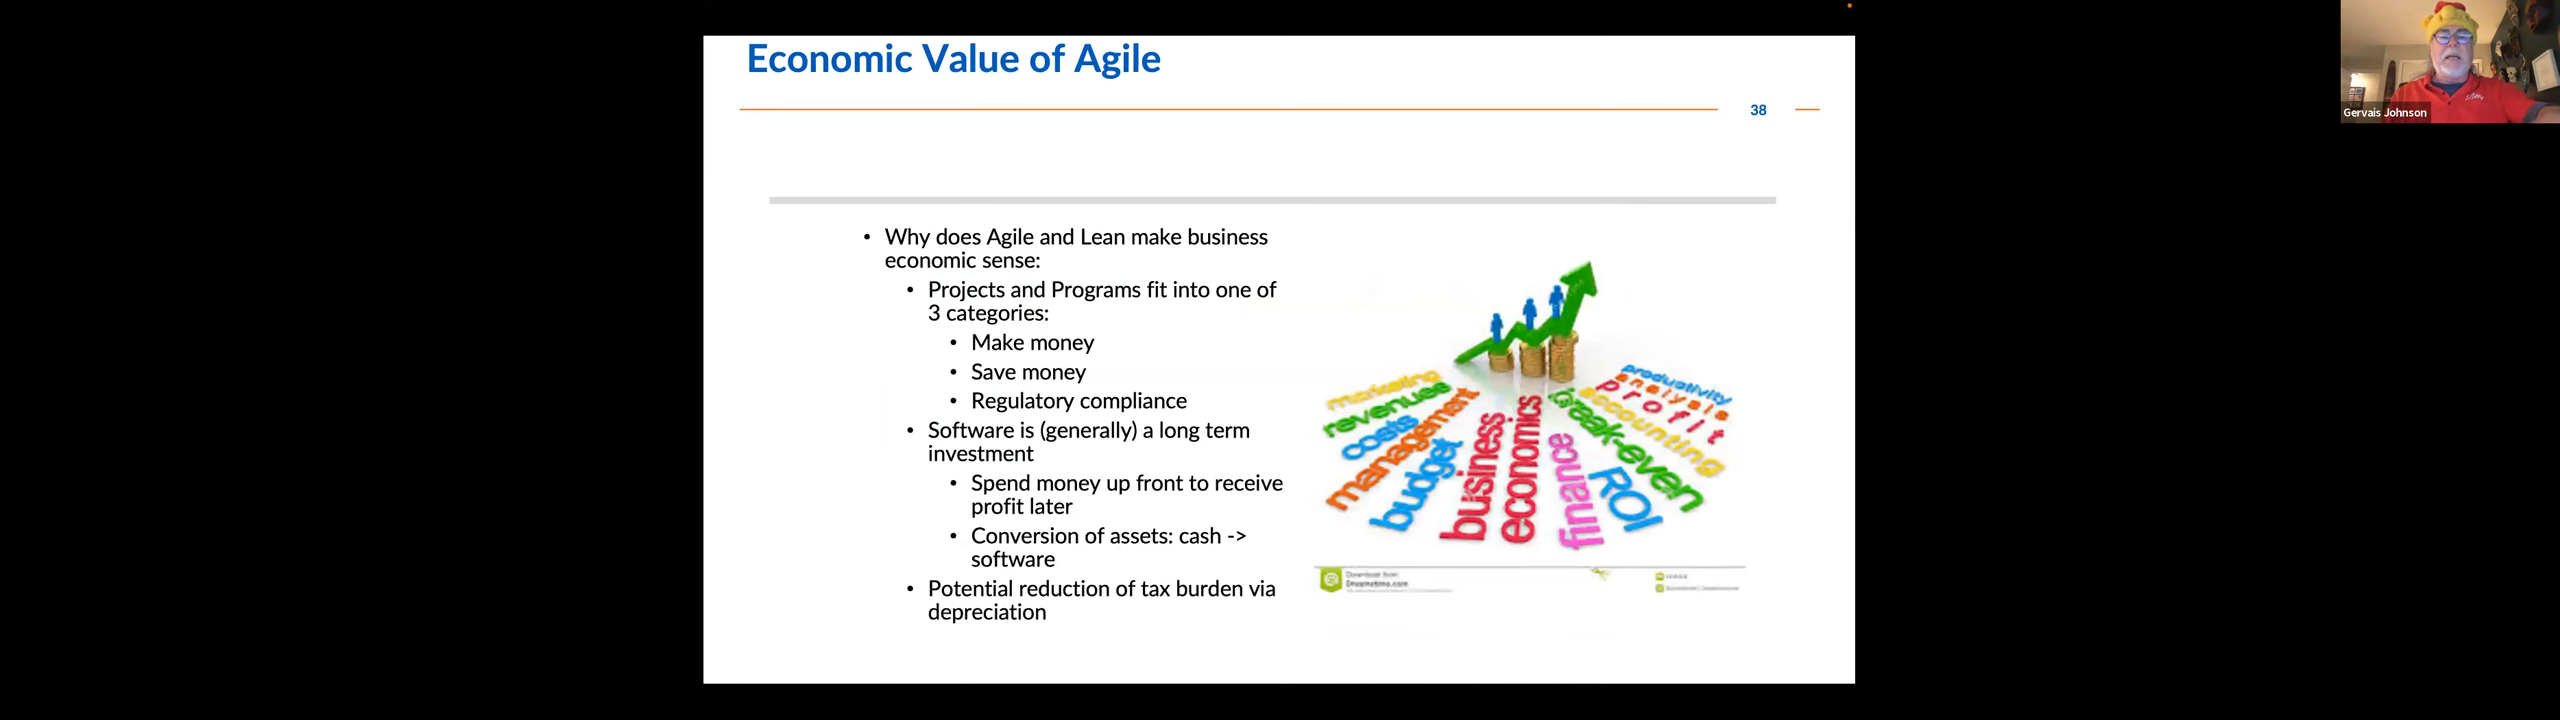 Economic Value of Agile
38
Gervais Johnson
• Why does Agile and Lean make business
economic sense:
• Projects and Programs fit into one of
3 categories:
• Make money
• Save money
• Regulatory compliance
• Software is (generally) a long term
investment
• Spend money up front to receive
profit later
• Conversion of assets: cash ->
software
• Potential reduction of tax burden via
depreciation
marketing
revenues
costs
management
budget
business
economics
finance
ROI
break-even
accounting
profit
analysis
productivity
Download from
Dreamstime.com